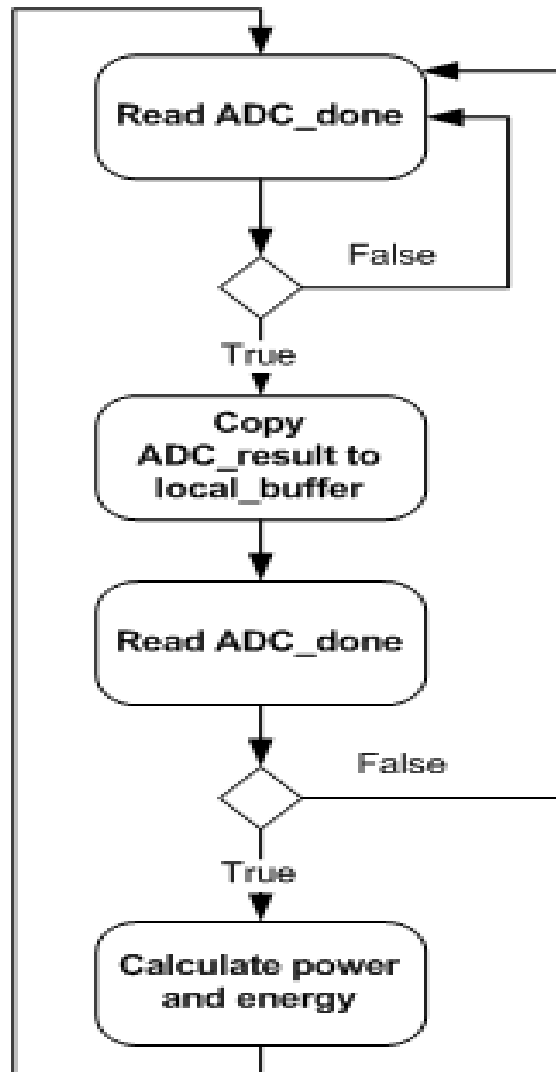 Read ADC_done
False
True
Copy
ADC_result to
local_buffer
Read ADC_done
False
True
Calculate power
and energy